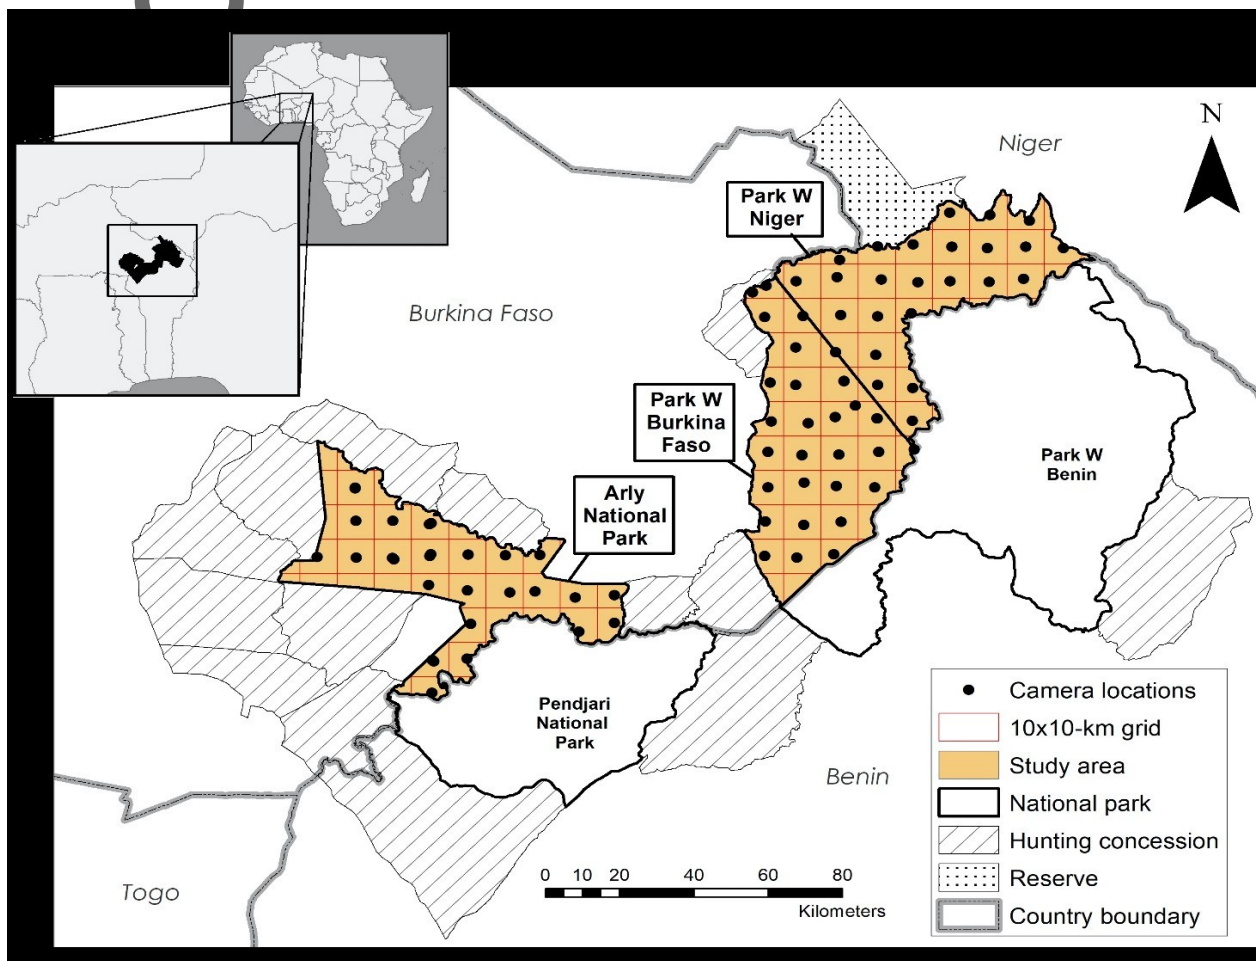 N
Niger
Park W
Niger
Burkina Faso
Park W
Burkina
Faso
Park W
Benin
Arly
National
Park
Pendjari
National
Park
Benin
Togo
0 10 20 40 60 80
Kilometers
Camera locations
10x10-km grid
Study area
National park
Hunting concession
Reserve
Country boundary